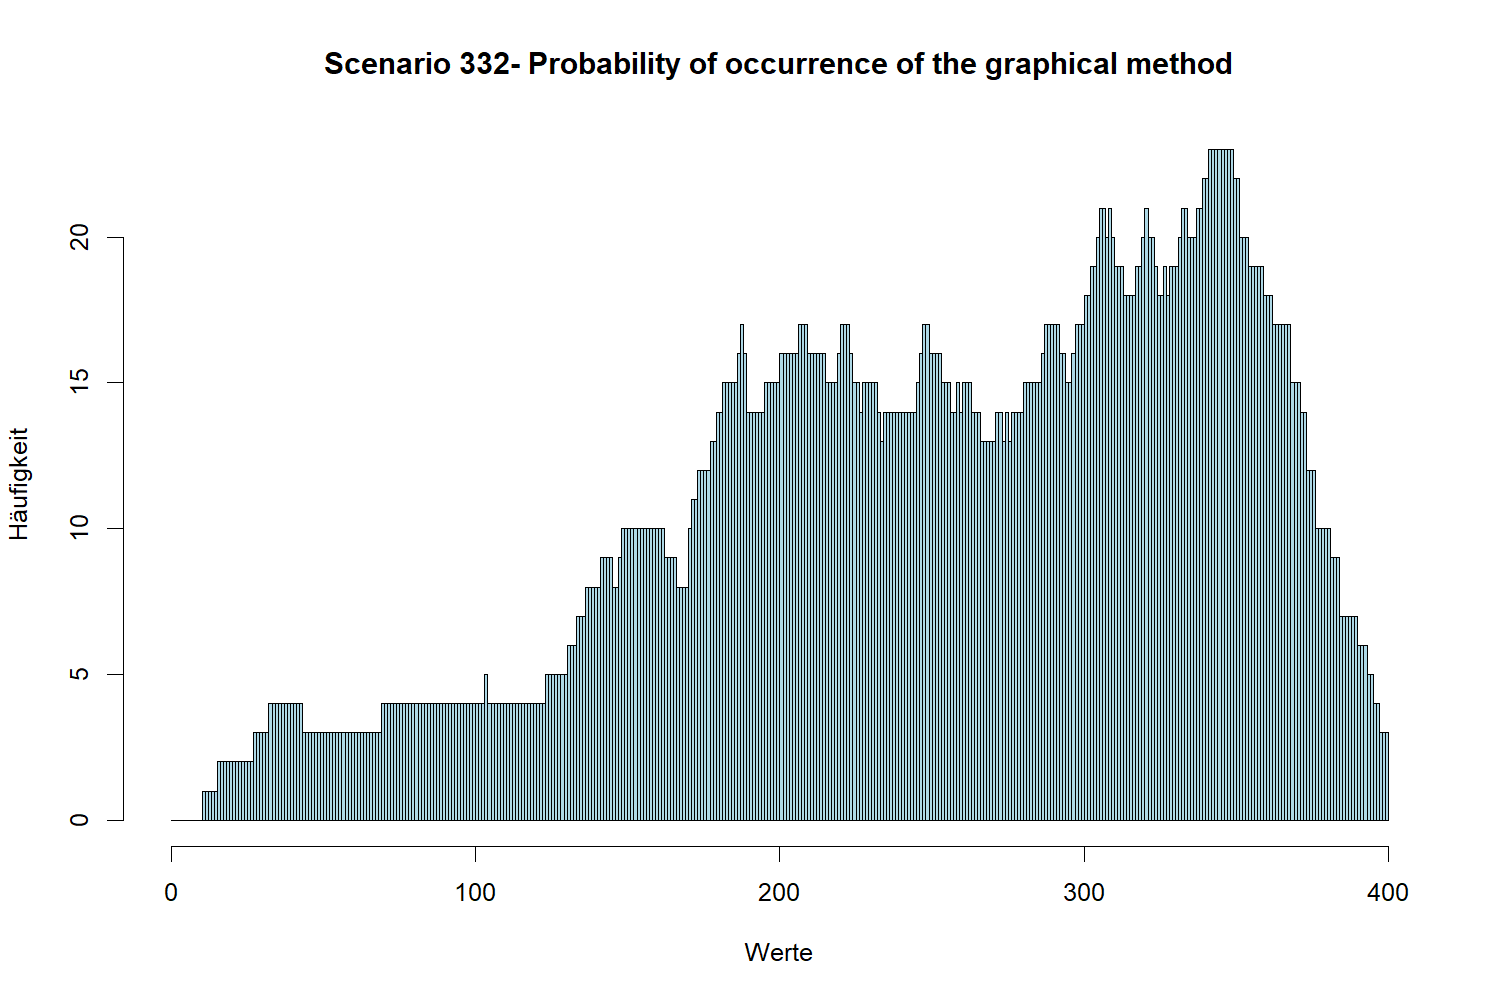 Scenario 332- Probability of occurrence of the graphical method
Häufigkeit
20
15
10
5
0
0 100 200 300 400
Werte